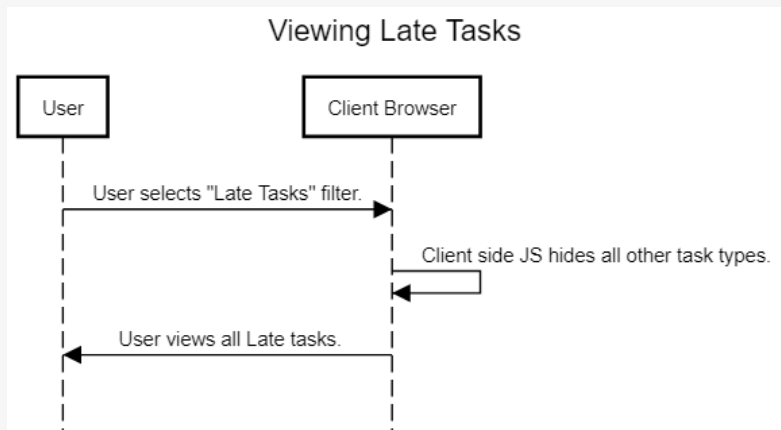 Viewing Late Tasks
User
Client Browser
User selects "Late Tasks" filter.
Client side JS hides all other task types.
User views all Late tasks.